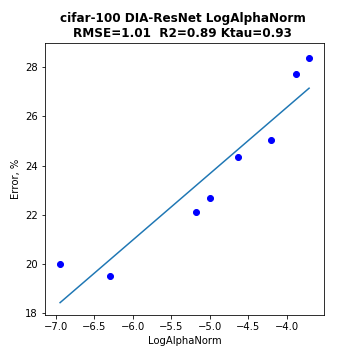 cifar-100 DIA-ResNet LogAlphaNorm
RMSE=1.01 R2=0.89 Ktau=0.93
28
26
24
22
20
18
Error, %
−7.0 −6.5 −6.0 −5.5 −5.0 −4.5 −4.0
LogAlphaNorm